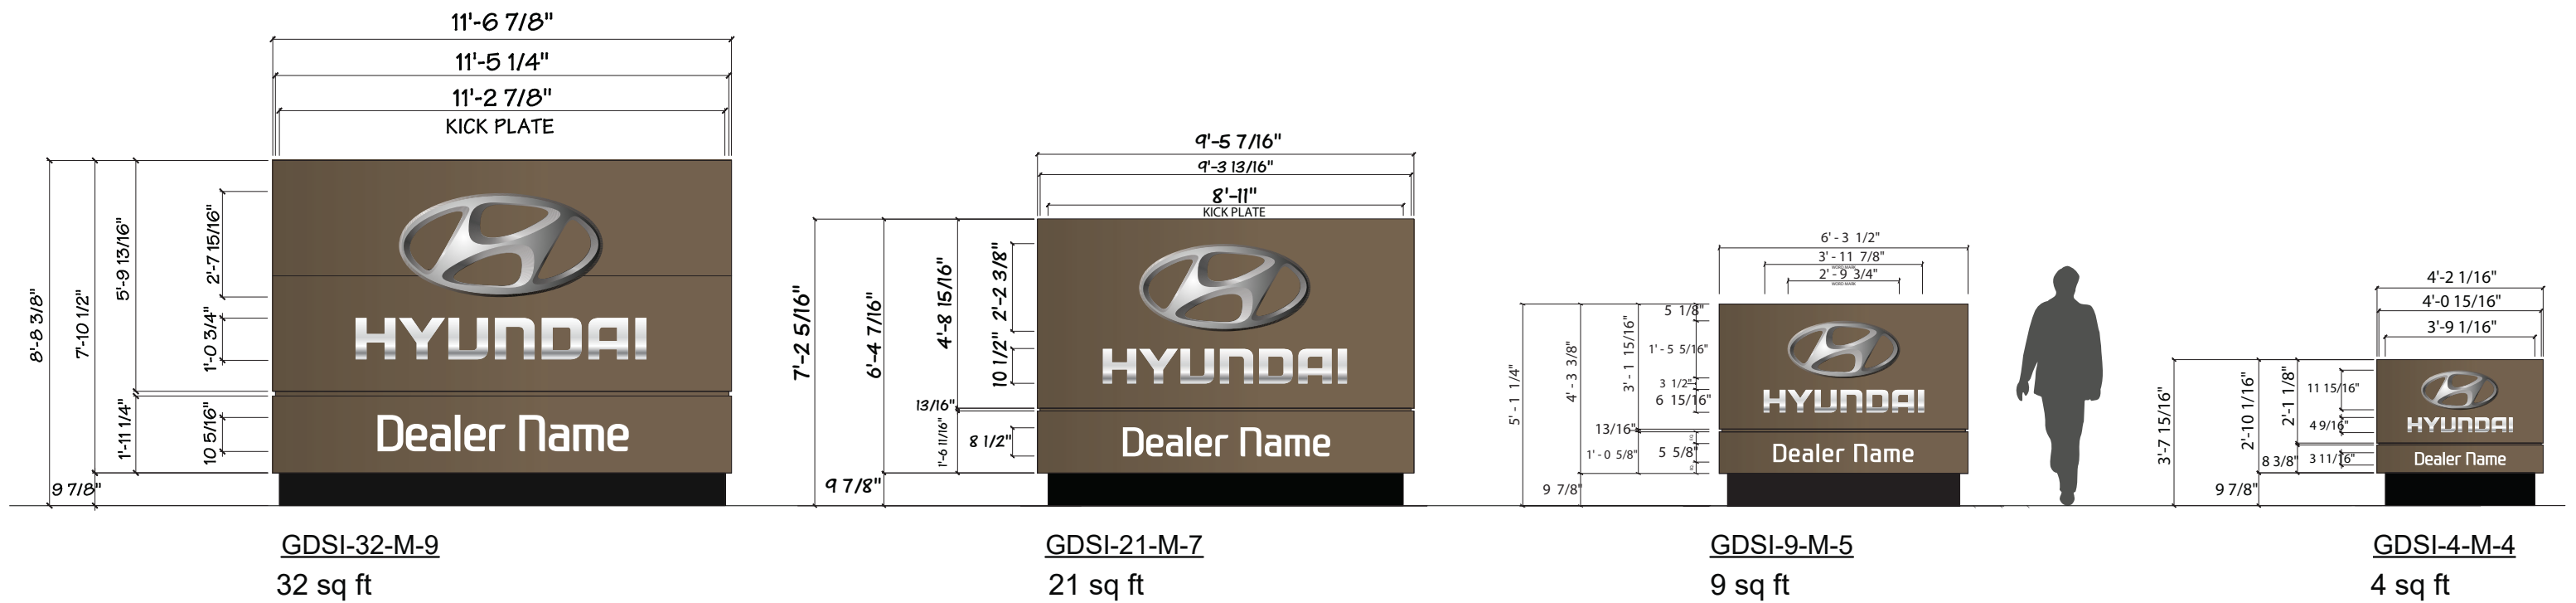 11'-6 7/8"
11'-5 1/4"
11'-2 7/8"
KICK PLATE
8'-8 3/8"
7'-10 1/2"
5'-9 13/16"
2'-7 15/16"
1'-0 3/4"
1'-11 1/4"
10 5/16"
9 7/8"
HYUNDAI
Dealer Name
GDSI-32-M-9
32 sq ft
9'-5 7/16"
9'-3 13/16"
8'-11"
KICK PLATE
7'-2 5/16"
6'-4 7/16"
4'-8 15/16"
2'-2 3/8"
10 1/2"
13/16"
1'-6 11/16"
8 1/2"
9 7/8"
HYUNDAI
Dealer Name
GDSI-21-M-7
21 sq ft
6' - 3 1/2"
3' - 11 7/8"
WORD MARK
2' - 9 3/4"
WORD MARK
5' - 1 1/4"
4' - 3 3/8"
3' - 1 15/16"
5 1/8"
1' - 5 5/16"
3 1/2"
6 15/16"
13/16"
1' - 0 5/8"
5 5/8"
9 7/8"
HYUNDAI
Dealer Name
GDSI-9-M-5
9 sq ft
4'-2 1/16"
4'-0 15/16"
3'-9 1/16"
3'-7 15/16"
2'-10 1/16"
2'-1 1/8"
11 15/16"
4 9/16"
8 3/8"
3 11/16"
9 7/8"
HYUNDAI
Dealer Name
GDSI-4-M-4
4 sq ft